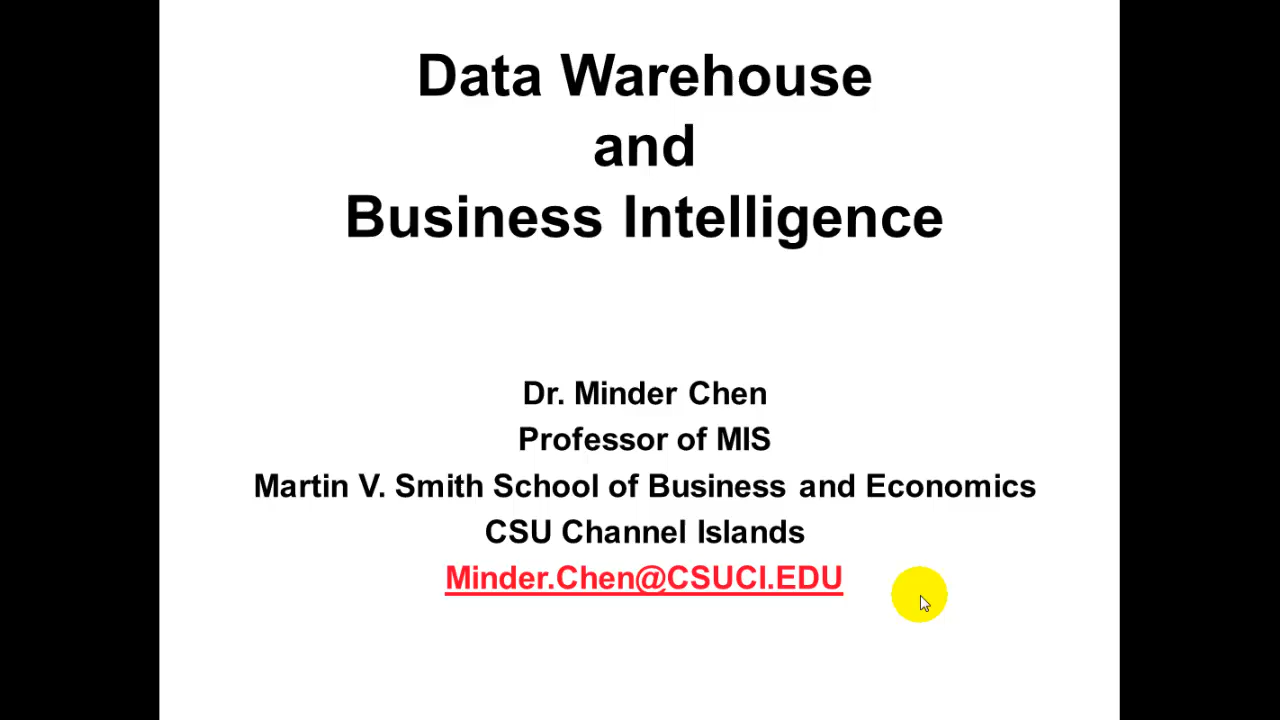 Data Warehouse
and
Business Intelligence
Dr. Minder Chen
Professor of MIS
Martin V. Smith School of Business and Economics
CSU Channel Islands
Minder.Chen@CSUCI.EDU